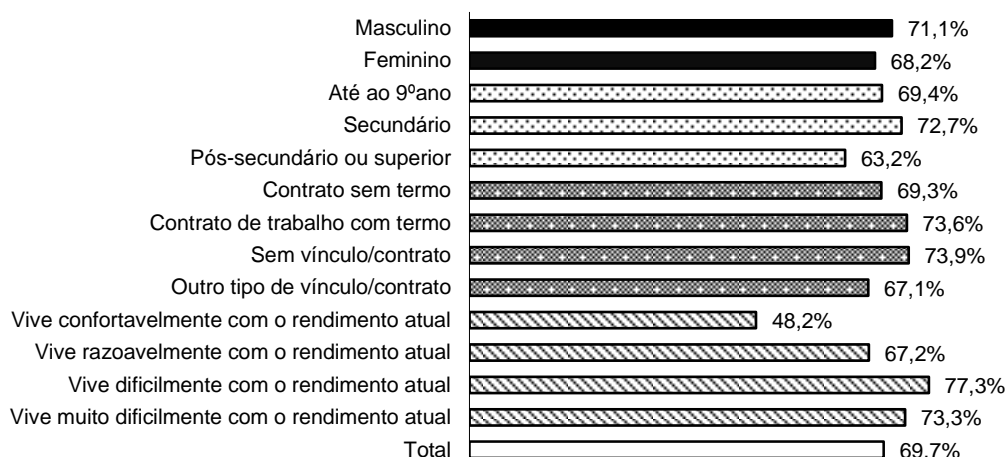 Masculino 71,1%
Feminino 68,2%
Até ao 9ºano 69,4%
Secundário 72,7%
Pós-secundário ou superior 63,2%
Contrato sem termo 69,3%
Contrato de trabalho com termo 73,6%
Sem vínculo/contrato 73,9%
Outro tipo de vínculo/contrato 67,1%
Vive confortavelmente com o rendimento atual 48,2%
Vive razoavelmente com o rendimento atual 67,2%
Vive dificilmente com o rendimento atual 77,3%
Vive muito dificilmente com o rendimento atual 73,3%
Total 69,7%